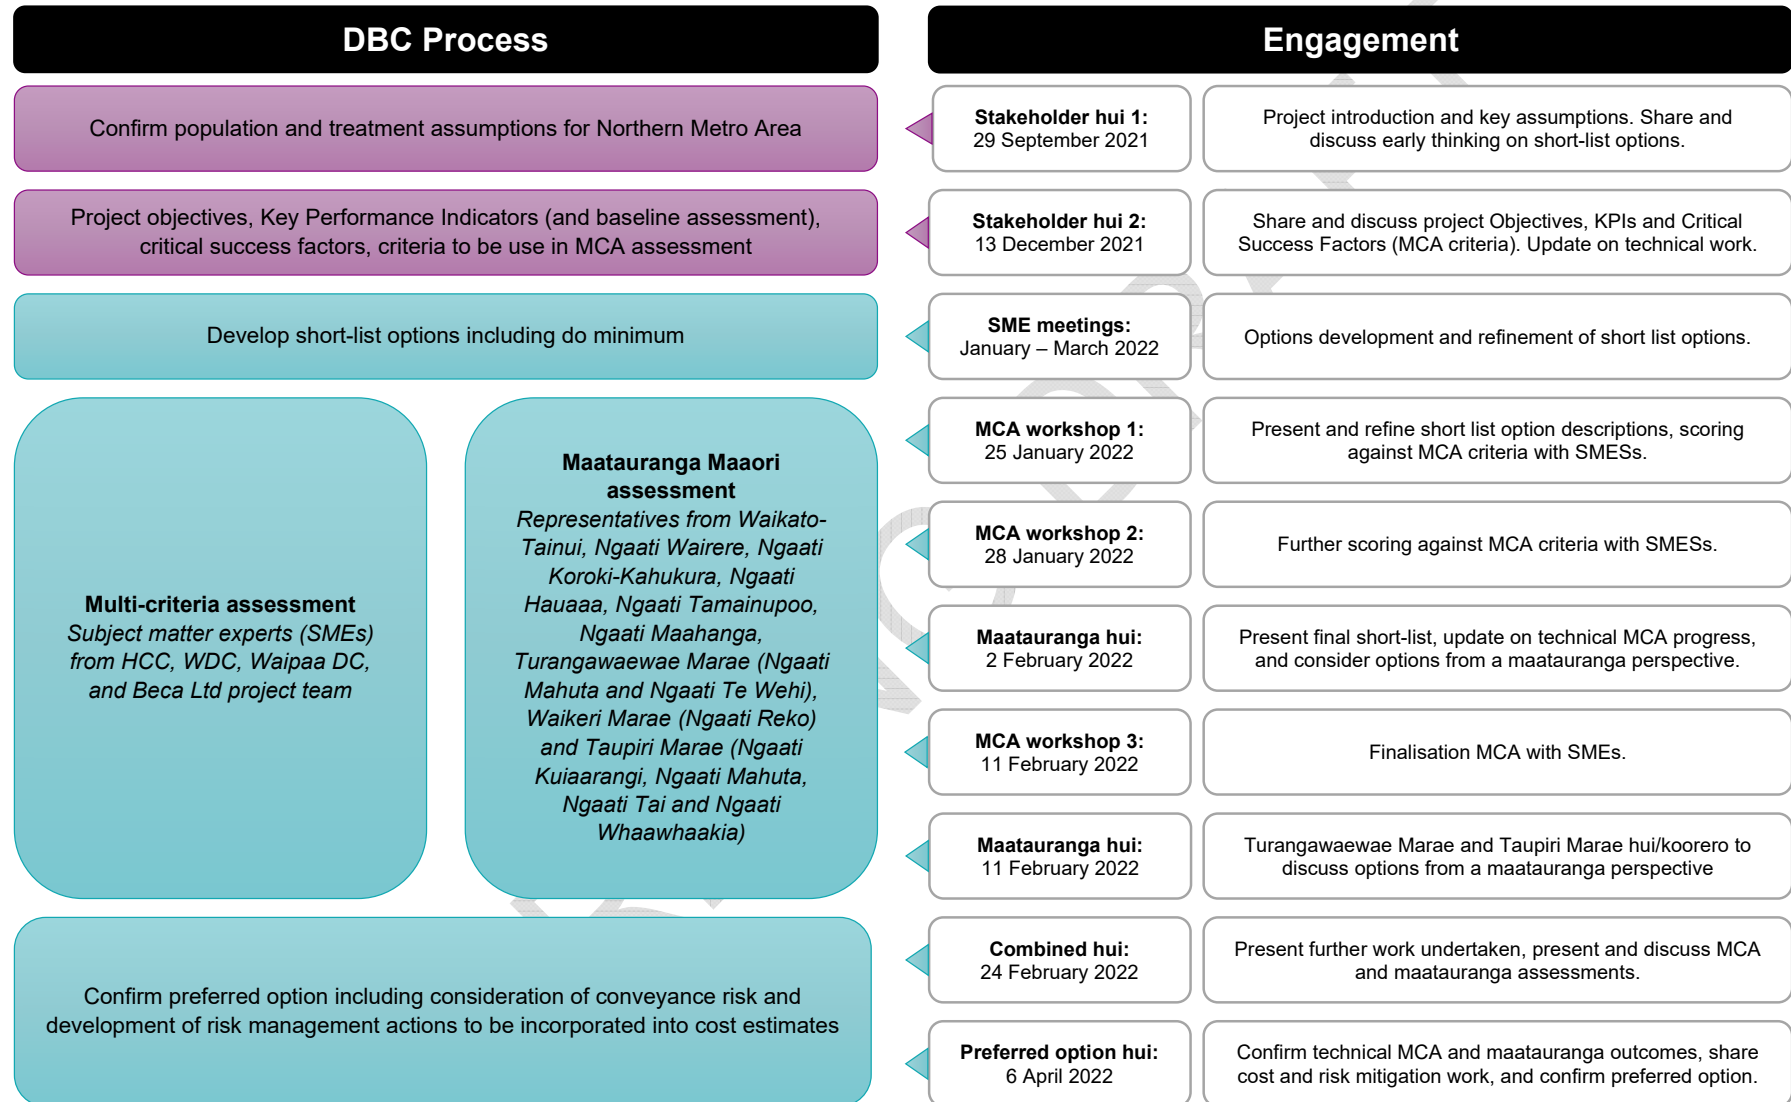 DBC Process
Confirm population and treatment assumptions for Northern Metro Area
Project objectives, Key Performance Indicators (and baseline assessment),
critical success factors, criteria to be use in MCA assessment
Develop short-list options including do minimum
Multi-criteria assessment
Subject matter experts (SMEs)
from HCC, WDC, Waipaa DC,
and Beca Ltd project team
Maatauranga Maaori
assessment
Representatives from Waikato-
Tainui, Ngaati Wairere, Ngaati
Koroki-Kahukura, Ngaati
Hauaaa, Ngaati Tamainupoo,
Ngaati Maahanga,
Turangawaewae Marae (Ngaati
Mahuta and Ngaati Te Wehi),
Waikeri Marae (Ngaati Reko)
and Taupiri Marae (Ngaati
Kuiaarangi, Ngaati Mahuta,
Ngaati Tai and Ngaati
Whaawhaakia)
Confirm preferred option including consideration of conveyance risk and
development of risk management actions to be incorporated into cost estimates
Engagement
Stakeholder hui 1:
29 September 2021
Project introduction and key assumptions. Share and
discuss early thinking on short-list options.
Stakeholder hui 2:
13 December 2021
Share and discuss project Objectives, KPIs and Critical
Success Factors (MCA criteria). Update on technical work.
SME meetings:
January – March 2022
Options development and refinement of short list options.
MCA workshop 1:
25 January 2022
Present and refine short list option descriptions, scoring
against MCA criteria with SMESs.
MCA workshop 2:
28 January 2022
Further scoring against MCA criteria with SMESs.
Maatauranga hui:
2 February 2022
Present final short-list, update on technical MCA progress,
and consider options from a maatauranga perspective.
MCA workshop 3:
11 February 2022
Finalisation MCA with SMEs.
Maatauranga hui:
11 February 2022
Turangawaewae Marae and Taupiri Marae hui/koorero to
discuss options from a maatauranga perspective
Combined hui:
24 February 2022
Present further work undertaken, present and discuss MCA
and maatauranga assessments.
Preferred option hui:
6 April 2022
Confirm technical MCA and maatauranga outcomes, share
cost and risk mitigation work, and confirm preferred option.